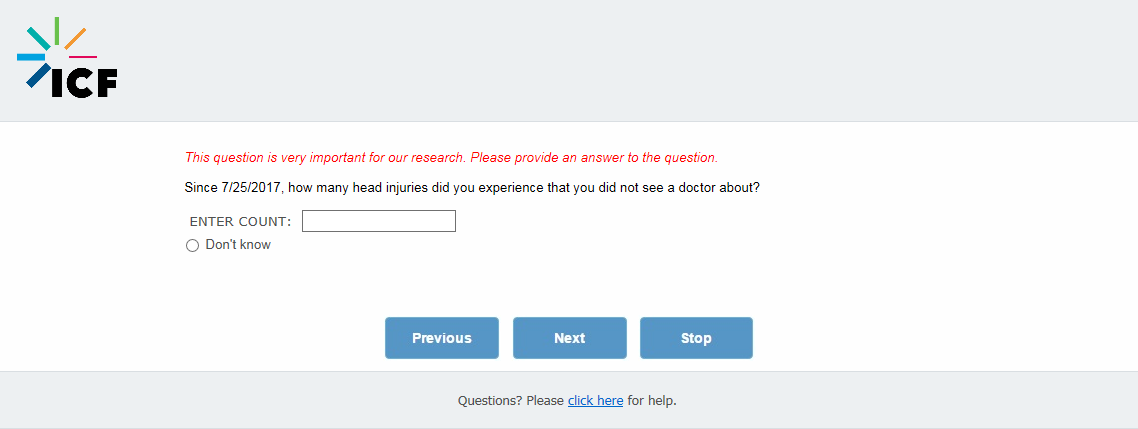 ICF
This question is very important for our research. Please provide an answer to the question.
Since 7/25/2017, how many head injuries did you experience that you did not see a doctor about?
ENTER COUNT:
Don't know
Previous Next Stop
Questions? Please click here for help.